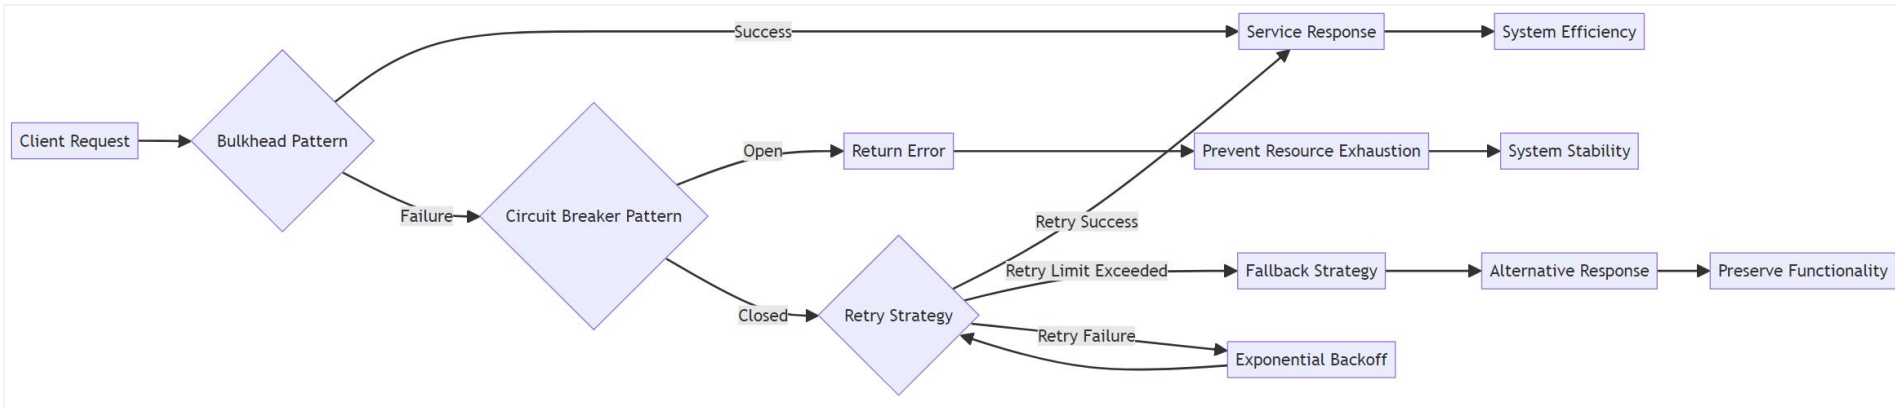 Success
Service Response
System Efficiency
Client Request
Bulkhead Pattern
Open
Return Error
Prevent Resource Exhaustion
System Stability
Failure
Circuit Breaker Pattern
Retry Success
Retry Limit Exceeded
Fallback Strategy
Alternative Response
Preserve Functionality
Closed
Retry Strategy
Retry Failure
Exponential Backoff